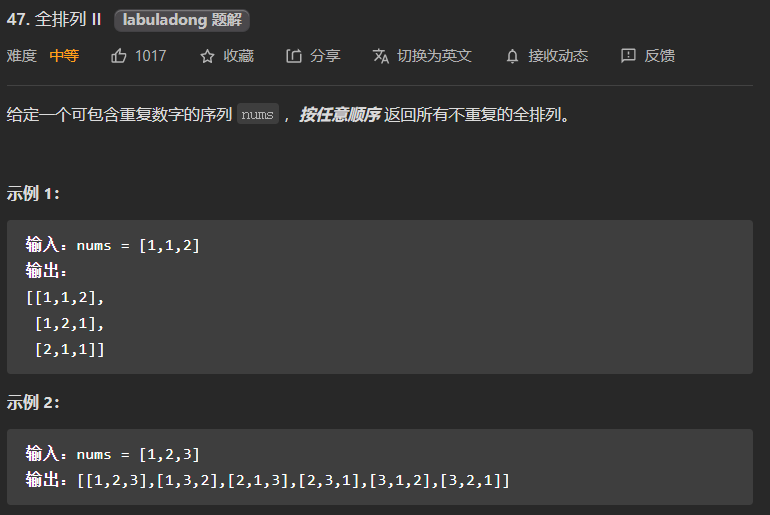 47. 全排列 II labuladong 题解
难度 中等 1017 收藏 分享 切换为英文 接收动态 反馈
给定一个可包含重复数字的序列 nums ，按任意顺序 返回所有不重复的全排列。
示例 1：
输入：nums = [1,1,2]
输出：
[[1,1,2],
[1,2,1],
[2,1,1]]
示例 2：
输入：nums = [1,2,3]
输出：[[1,2,3],[1,3,2],[2,1,3],[2,3,1],[3,1,2],[3,2,1]]